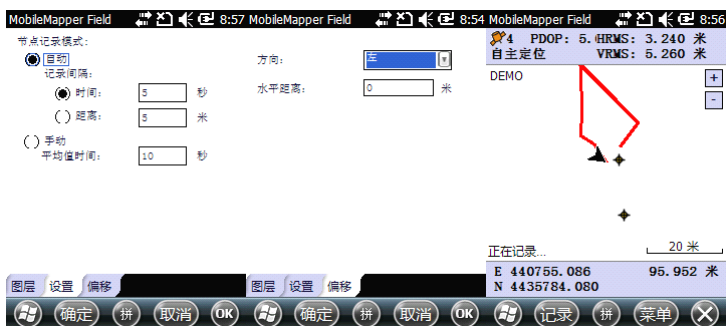 MobileMapper Field 8:57
节点记录模式:
自动
记录间隔:
时间: 5 秒
距离: 5 米
手动
平均值时间: 10 秒
图层 设置 偏移
确定 拼 取消 OK
MobileMapper Field 8:54
方向: 左
水平距离: 0 米
图层 设置 偏移
确定 拼 取消 OK
MobileMapper Field 8:56
4 PDOP: 5. HRMS: 3.240 米
自主定位 VRMS: 5.260 米
DEMO
+
-
正在记录... 20 米
E 440755.086 95.952 米
N 4435784.080
记录 拼 菜单